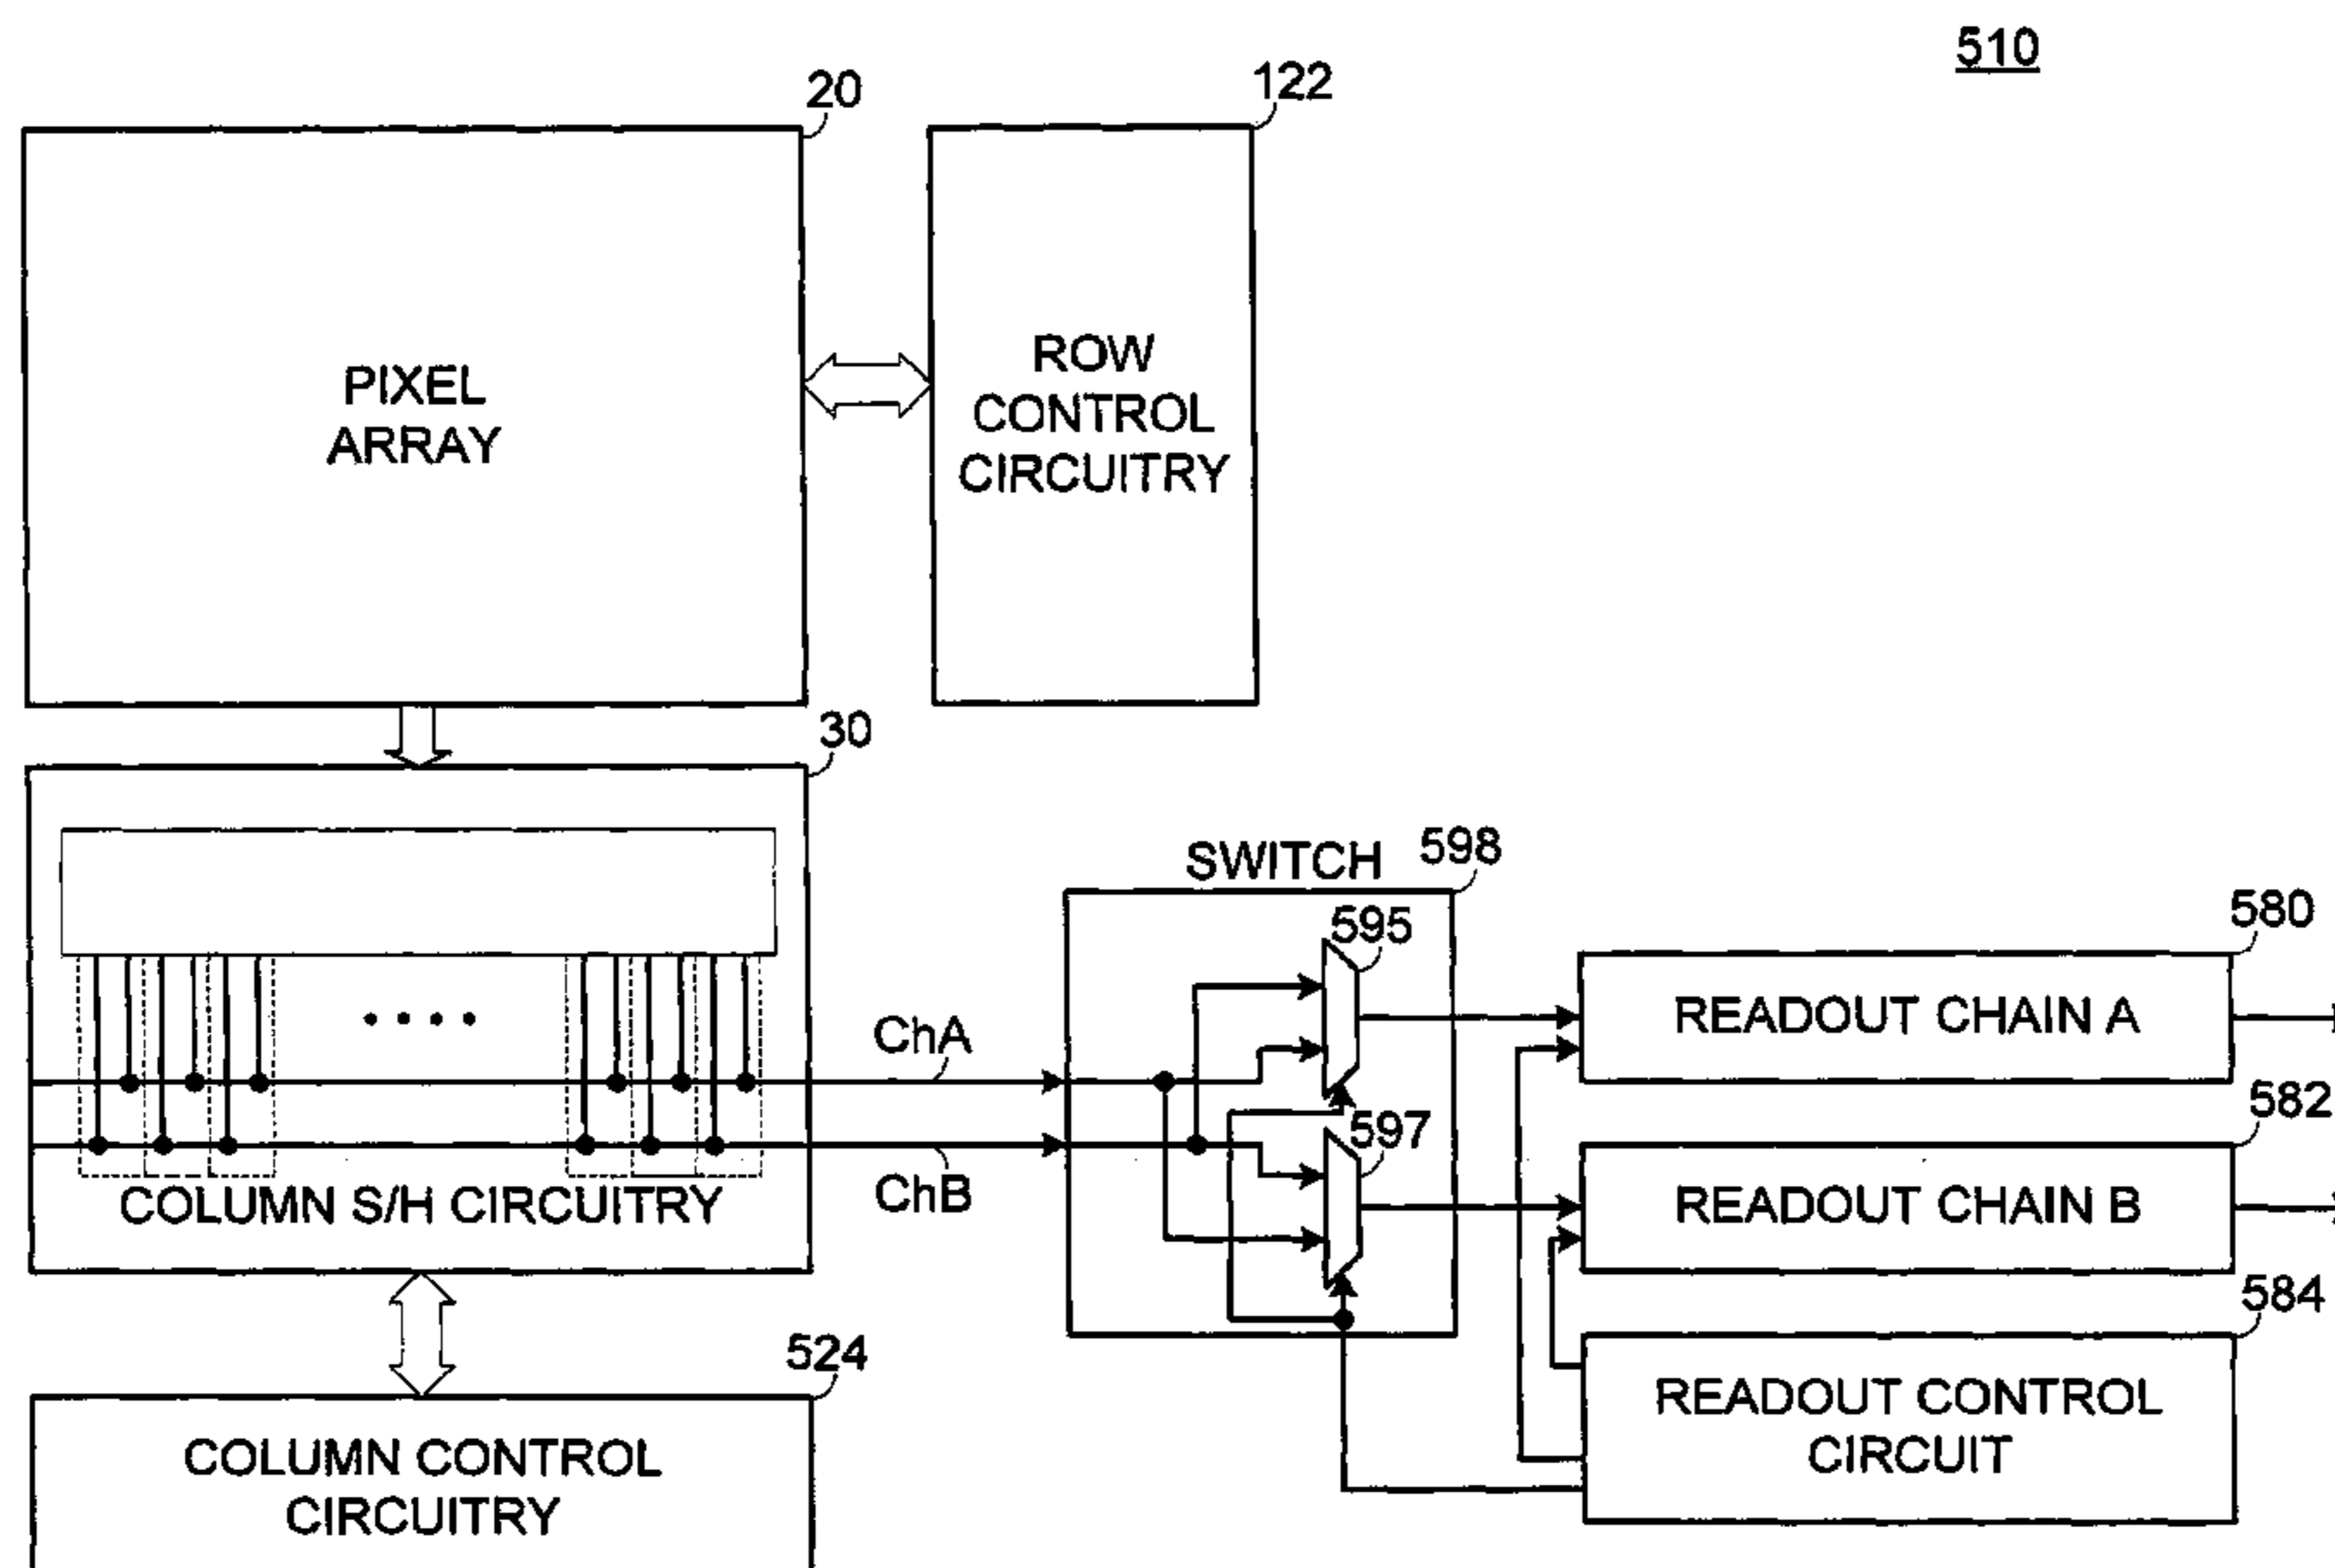 510
20
122
PIXEL
ARRAY
ROW
CONTROL
CIRCUITRY
30
SWITCH
598
595
580
READOUT CHAIN A
ChA
597
582
ChB
READOUT CHAIN B
COLUMN S/H CIRCUITRY
584
524
READOUT CONTROL
CIRCUIT
COLUMN CONTROL
CIRCUITRY